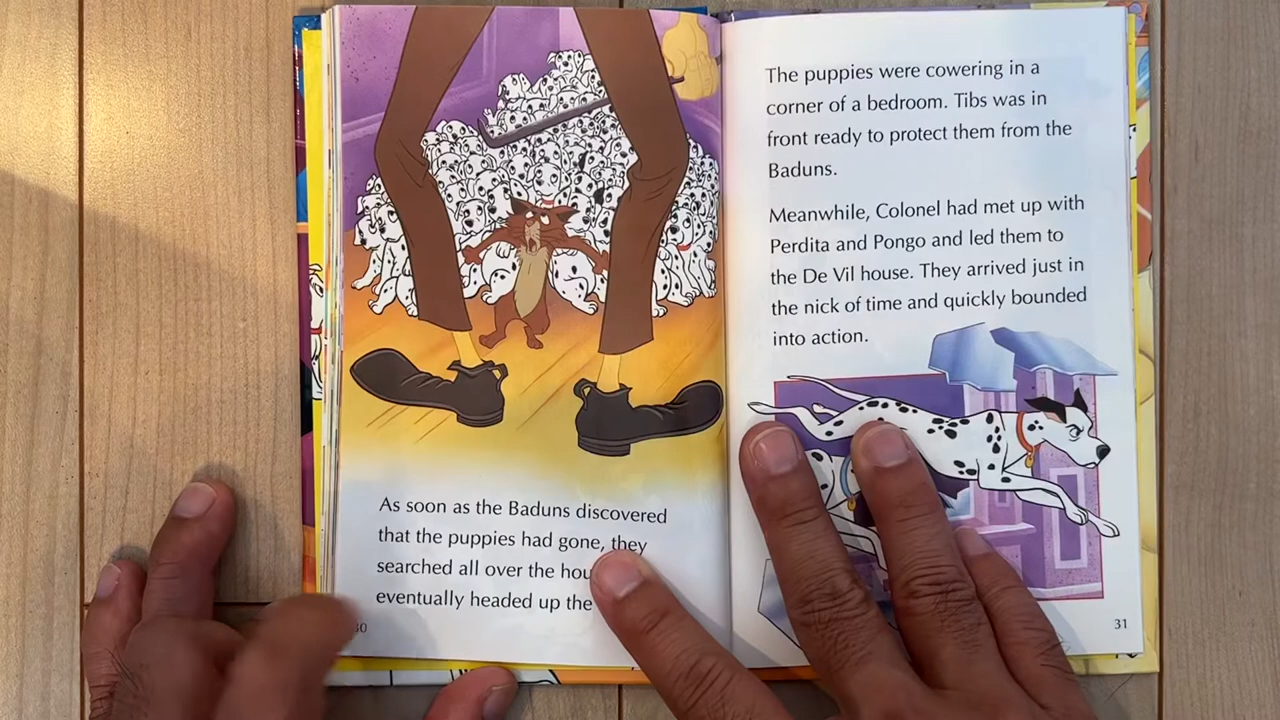 As soon as the Baduns discovered
that the puppies had gone, they
searched all over the
eventually headed up the
30
The puppies were cowering in a
corner of a bedroom. Tibs was in
front ready to protect them from the
Baduns.
Meanwhile, Colonel had met up with
Perdita and Pongo and led them to
the De Vil house. They arrived just in
the nick of time and quickly bounded
into action.
31